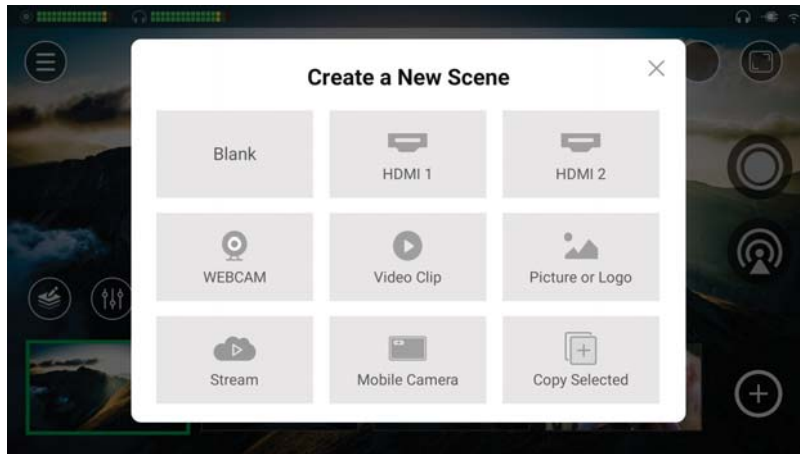 Create a New Scene
Blank
HDMI 1
HDMI 2
WEBCAM
Video Clip
Picture or Logo
Stream
Mobile Camera
Copy Selected